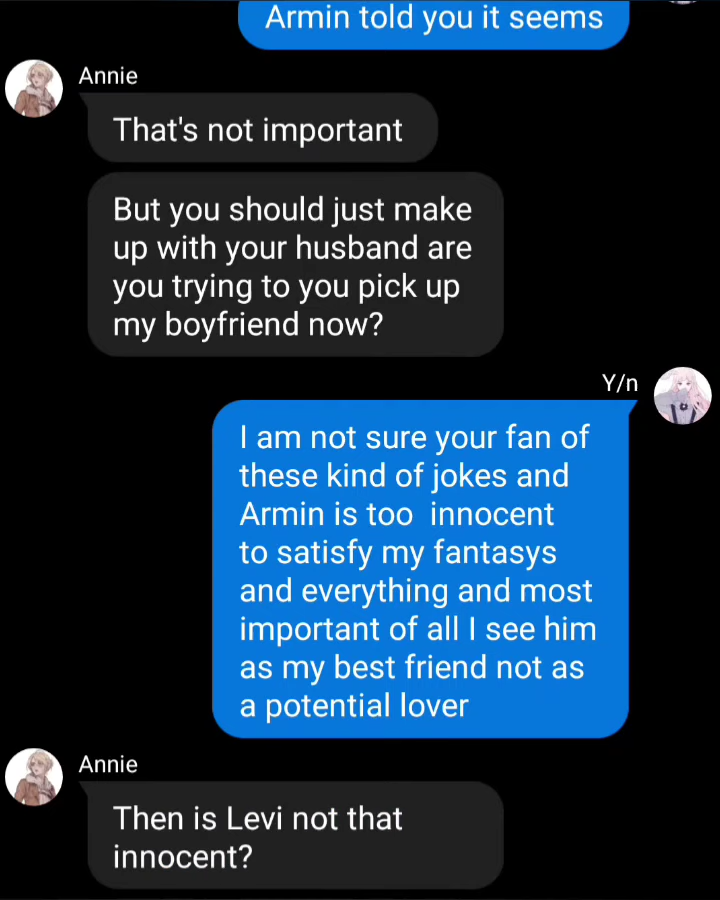 Armin told you it seems
Annie
That's not important
But you should just make
up with your husband are
you trying to you pick up
my boyfriend now?
Y/n
I am not sure your fan of
these kind of jokes and
Armin is too  innocent
to satisfy my fantasys
and everything and most
important of all I see him
as my best friend not as
a potential lover
Annie
Then is Levi not that
innocent?